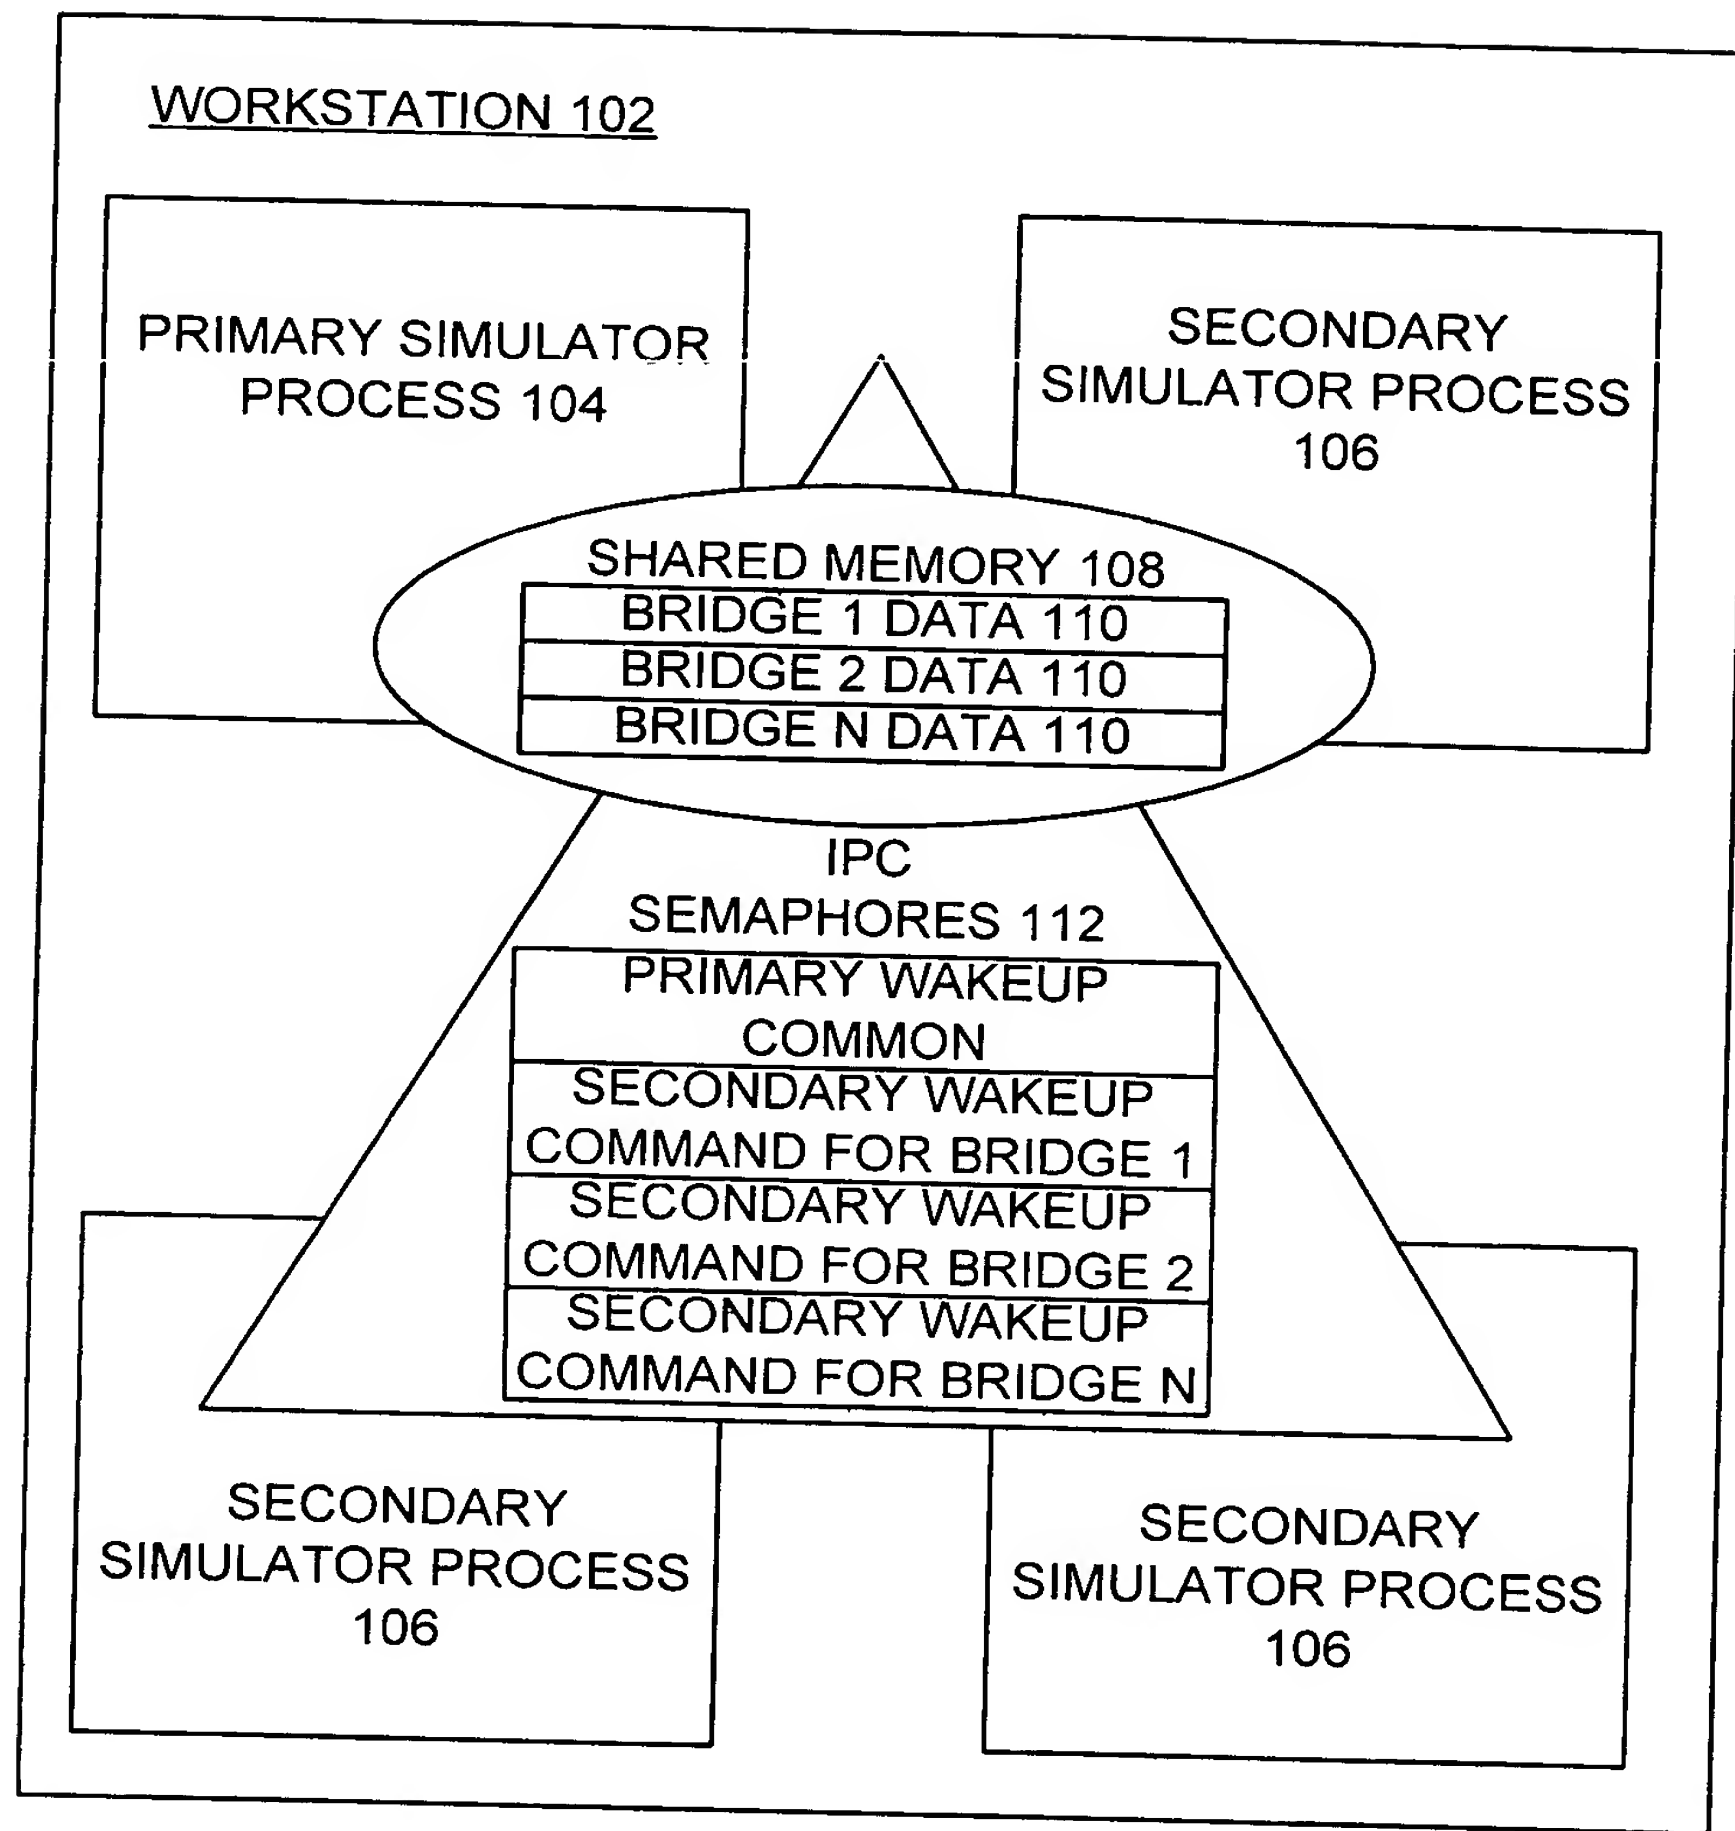 WORKSTATION 102
PRIMARY SIMULATOR
PROCESS 104
SECONDARY
SIMULATOR PROCESS
106
SHARED MEMORY 108
BRIDGE 1 DATA 110
BRIDGE 2 DATA 110
BRIDGE N DATA 110
IPC
SEMAPHORES 112
PRIMARY WAKEUP
COMMON
SECONDARY WAKEUP
COMMAND FOR BRIDGE 1
SECONDARY WAKEUP
COMMAND FOR BRIDGE 2
SECONDARY WAKEUP
COMMAND FOR BRIDGE N
SECONDARY
SIMULATOR PROCESS
106
SECONDARY
SIMULATOR PROCESS
106